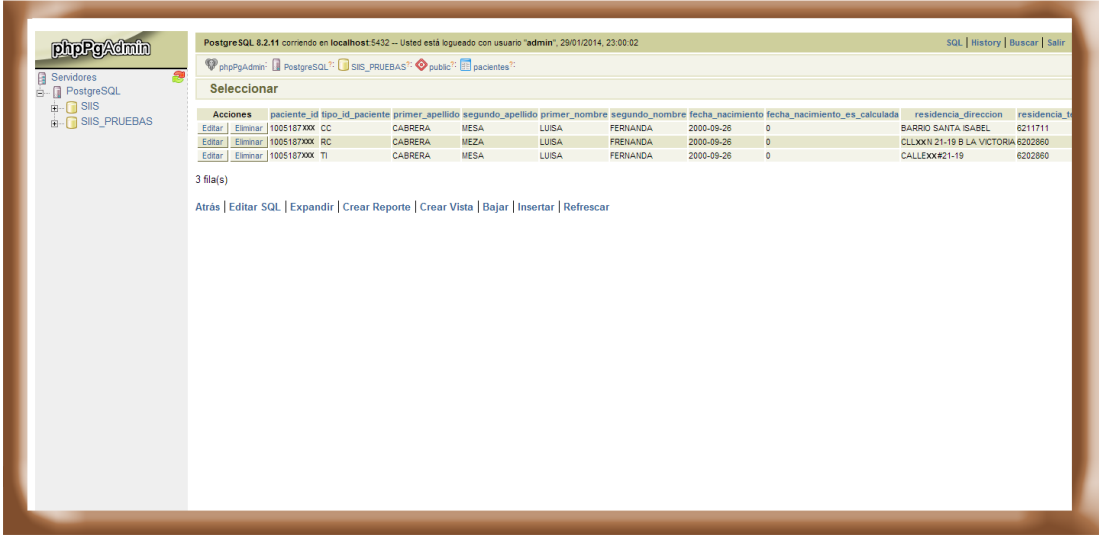 phpPgAdmin
Servidores
PostgreSQL
SIIS
SIIS_PRUEBAS
PostgreSQL 8.2.11 corriendo en localhost:5432 -- Usted está logueado con usuario "admin", 29/01/2014, 23:00:02
SQL | History | Buscar | Salir
phpPgAdmin: PostgreSQL?: SIIS_PRUEBAS?: public?: pacientes?:
Seleccionar
Acciones paciente_id tipo_id_paciente primer_apellido segundo_apellido primer_nombre segundo_nombre fecha_nacimiento fecha_nacimiento_es_calculada residencia_direccion residencia_te
Editar Eliminar 1005187XXX CC CABRERA MESA LUISA FERNANDA 2000-09-26 0 BARRIO SANTA ISABEL 6211711
Editar Eliminar 1005187XXX RC CABRERA MEZA LUISA FRENANDA 2000-09-26 0 CLLXXN 21-19 B LA VICTORIA 6202860
Editar Eliminar 1005187XXX TI CABRERA MESA LUISA FERNANDA 2000-09-26 0 CALLEXX#21-19 6202860
3 fila(s)
Atrás | Editar SQL | Expandir | Crear Reporte | Crear Vista | Bajar | Insertar | Refrescar